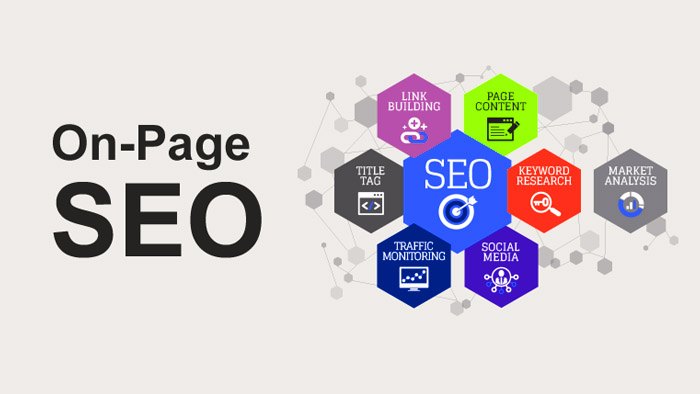 On-Page
SEO
LINK
BUILDING
PAGE
CONTENT
TITLE
TAG
SEO
KEYWORD
RESEARCH
MARKET
ANALYSIS
TRAFFIC
MONITORING
SOCIAL
MEDIA